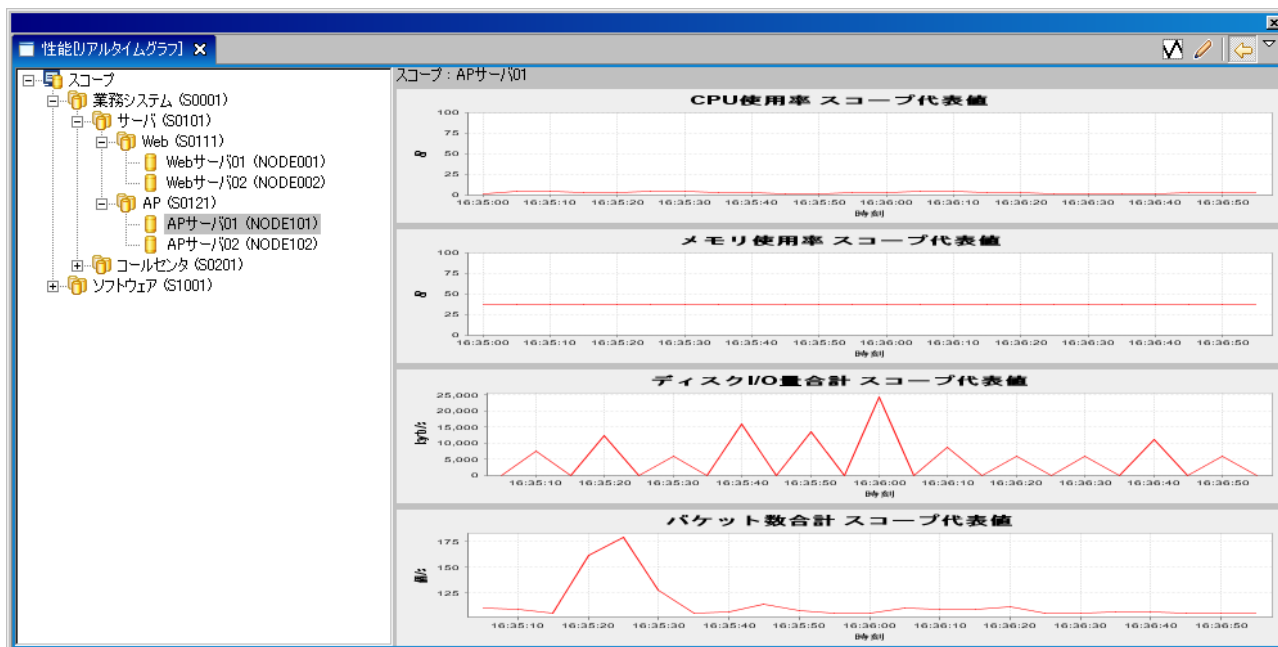 性能[リアルタイムグラフ]
スコープ
業務システム (S0001)
サーバ (S0101)
Web (S0111)
Webサーバ01 (NODE001)
Webサーバ02 (NODE002)
AP (S0121)
APサーバ01 (NODE101)
APサーバ02 (NODE102)
コールセンタ (S0201)
ソフトウェア (S1001)
スコープ : APサーバ01
CPU使用率 スコープ代表値
100
75
50
25
0
16:35:00 16:35:10 16:35:20 16:35:30 16:35:40 16:35:50 16:36:00 16:36:10 16:36:20 16:36:30 16:36:40 16:36:50
時刻
メモリ使用率 スコープ代表値
100
75
50
25
0
16:35:00 16:35:10 16:35:20 16:35:30 16:35:40 16:35:50 16:36:00 16:36:10 16:36:20 16:36:30 16:36:40 16:36:50
時刻
ディスクI/O量合計 スコープ代表値
25,000
20,000
15,000
10,000
5,000
0
16:35:10 16:35:20 16:35:30 16:35:40 16:35:50 16:36:00 16:36:10 16:36:20 16:36:30 16:36:40 16:36:50
時刻
パケット数合計 スコープ代表値
175
150
125
16:35:10 16:35:20 16:35:30 16:35:40 16:35:50 16:36:00 16:36:10 16:36:20 16:36:30 16:36:40 16:36:50
時刻